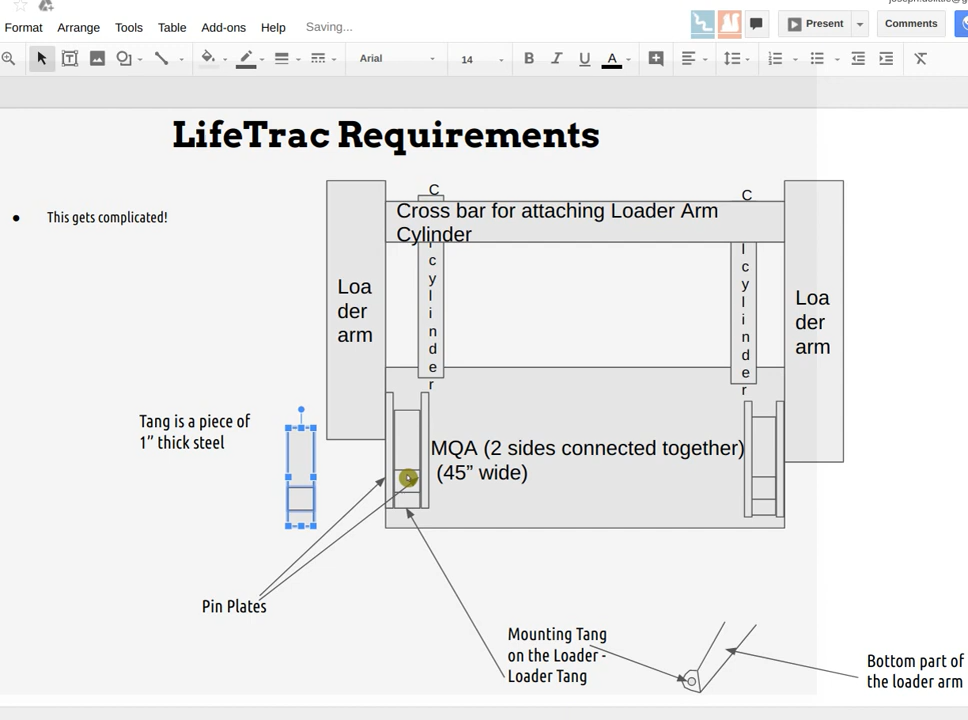 Format Arrange Tools Table Add-ons Help Saving...
Present
Comments
Arial
14
B I U A
LifeTrac Requirements
This gets complicated!
C
C
Cross bar for attaching Loader Arm
Cylinder
l
c
y
l
i
n
d
e
r
l
c
y
l
i
n
d
e
r
Loa
der
arm
Loa
der
arm
Tang is a piece of
1” thick steel
MQA (2 sides connected together)
(45” wide)
Pin Plates
Mounting Tang
on the Loader -
Loader Tang
Bottom part of
the loader arm